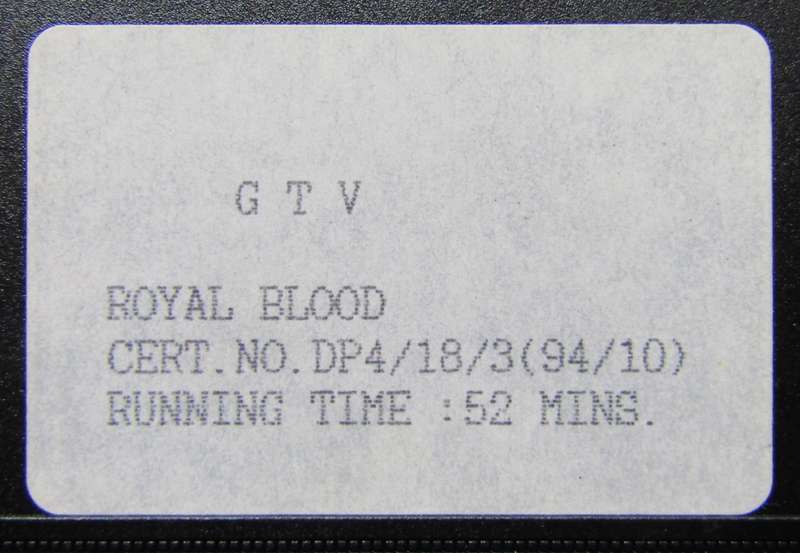 G T V
ROYAL BLOOD
CERT.NO.DP4/18/3(94/10)
RUNNING TIME :52 MINS.